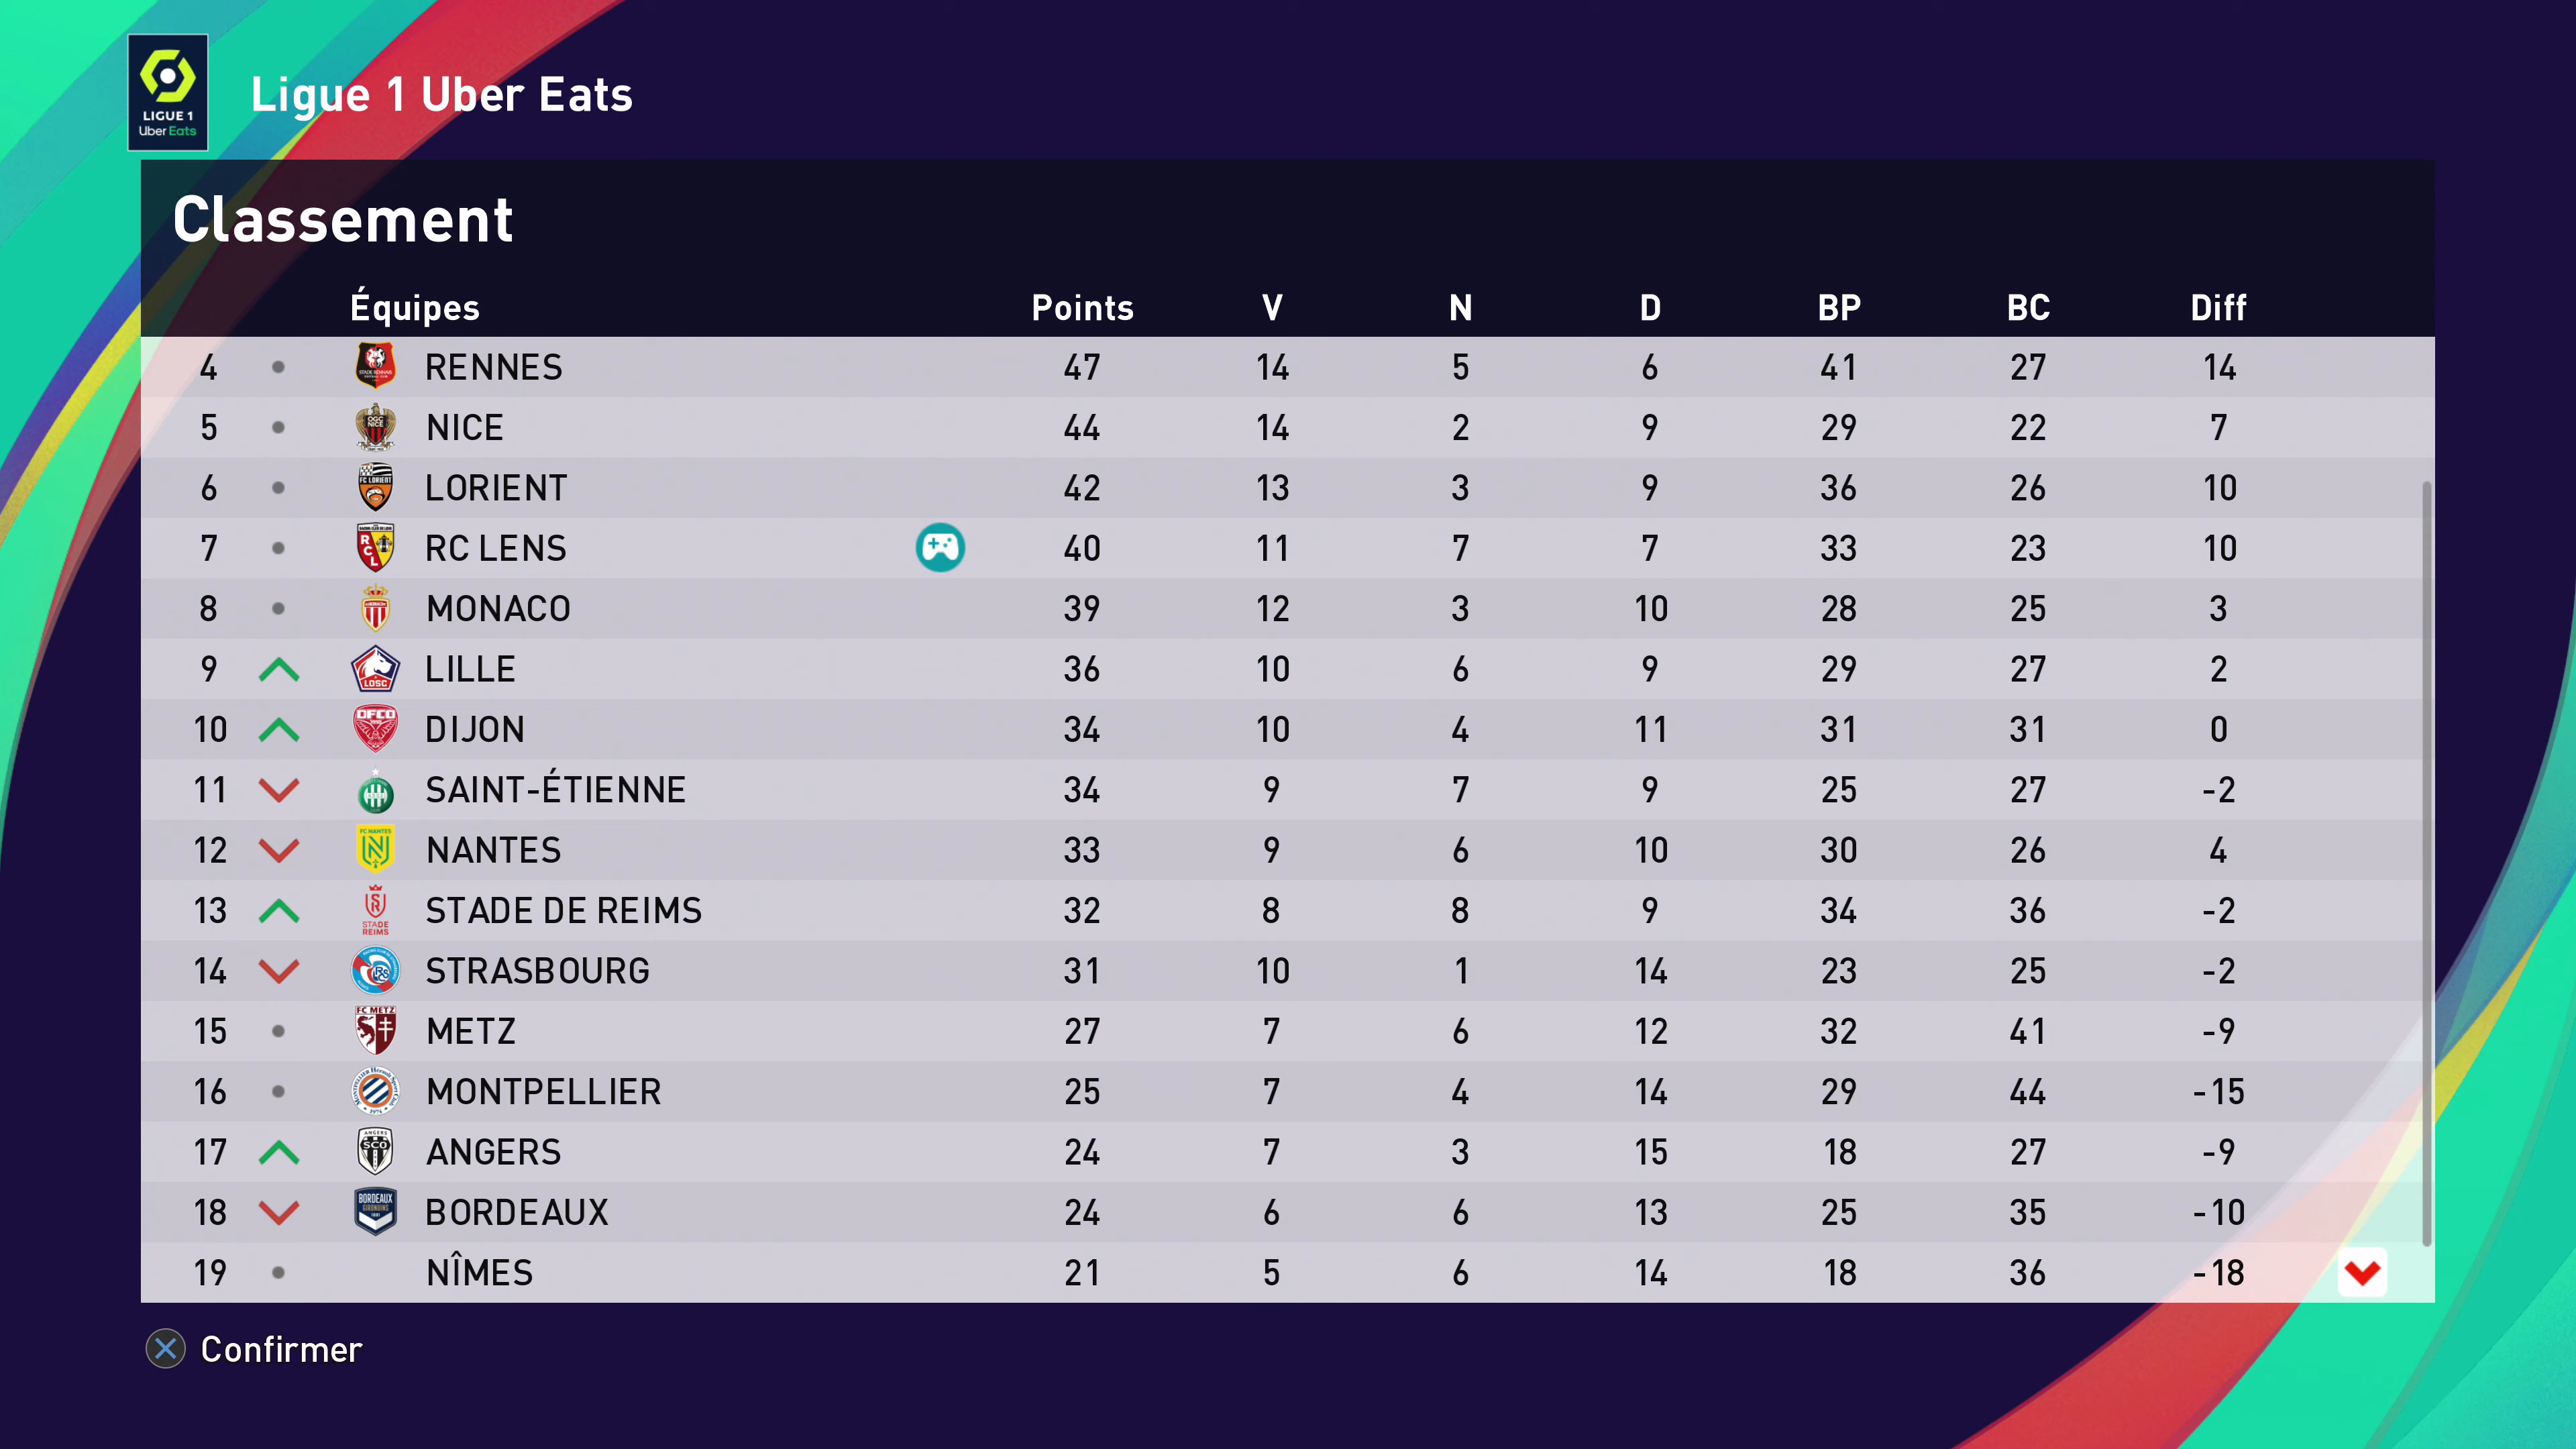 LIGUE 1
Uber Eats
Ligue 1 Uber Eats
Classement
Équipes Points V N D BP BC Diff
4 RENNES 47 14 5 6 41 27 14
5 NICE 44 14 2 9 29 22 7
6 LORIENT 42 13 3 9 36 26 10
7 RC LENS 40 11 7 7 33 23 10
8 MONACO 39 12 3 10 28 25 3
9 LOSC LILLE 36 10 6 9 29 27 2
10 DFCO DIJON 34 10 4 11 31 31 0
11 SAINT-ÉTIENNE 34 9 7 9 25 27 -2
12 FC NANTES NANTES 33 9 6 10 30 26 4
13 STADE DE REIMS 32 8 8 9 34 36 -2
14 STRASBOURG 31 10 1 14 23 25 -2
15 FC METZ METZ 27 7 6 12 32 41 -9
16 MONTPELLIER 25 7 4 14 29 44 -15
17 SCO ANGERS 24 7 3 15 18 27 -9
18 BORDEAUX BORDEAUX 24 6 6 13 25 35 -10
19 NÎMES 21 5 6 14 18 36 -18
Confirmer